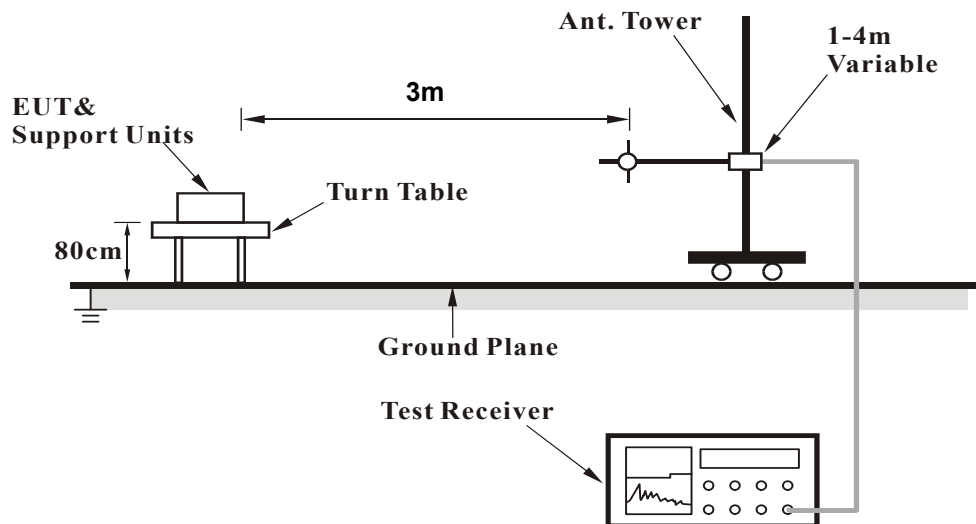 Ant. Tower
1-4m
Variable
3m
EUT&
Support Units
Turn Table
80cm
Ground Plane
Test Receiver